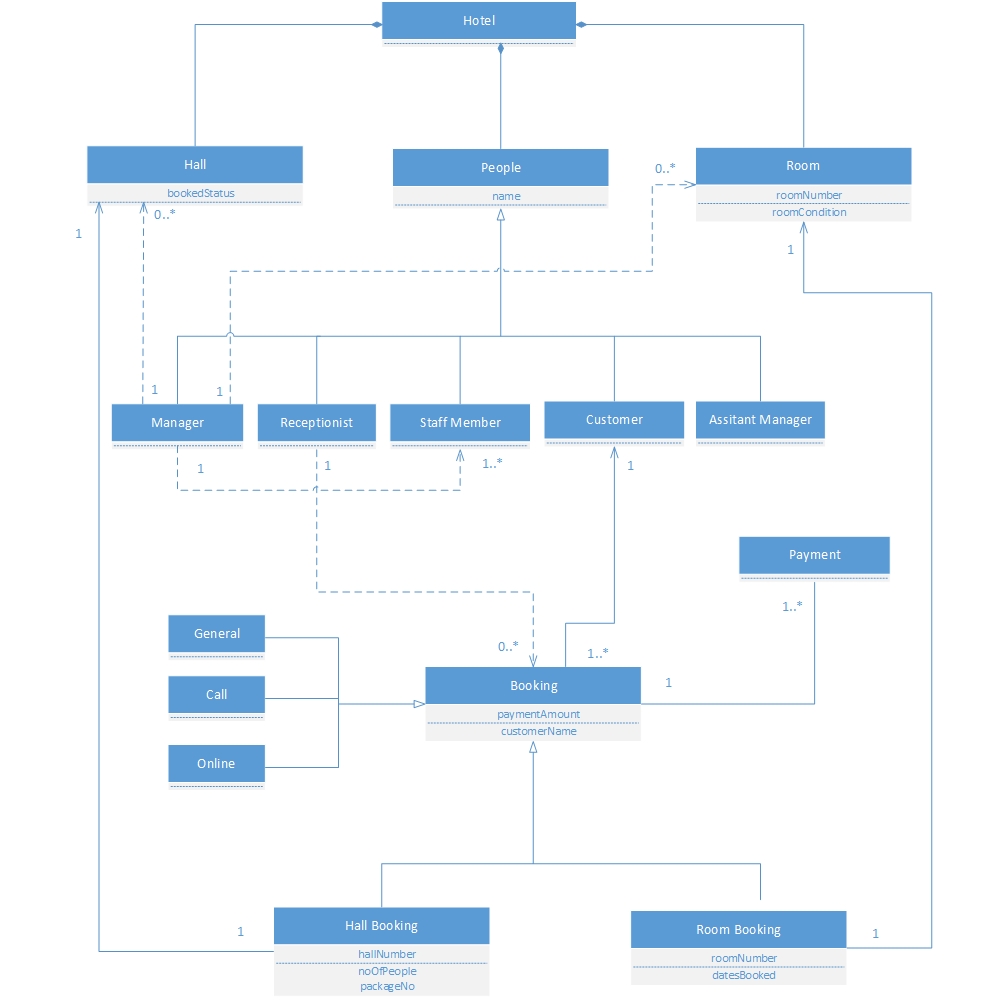 Hotel
Hall
bookedStatus
People
name
Room
roomNumber
roomCondition
0..*
0..*
1
1
1
1
Manager
Receptionist
Staff Member
Customer
Assitant Manager
1
1
1..*
1
Payment
1..*
General
Call
Online
0..*
1..*
Booking
1
paymentAmount
customerName
Hall Booking
1
hallNumber
noOfPeople
packageNo
Room Booking
1
roomNumber
datesBooked